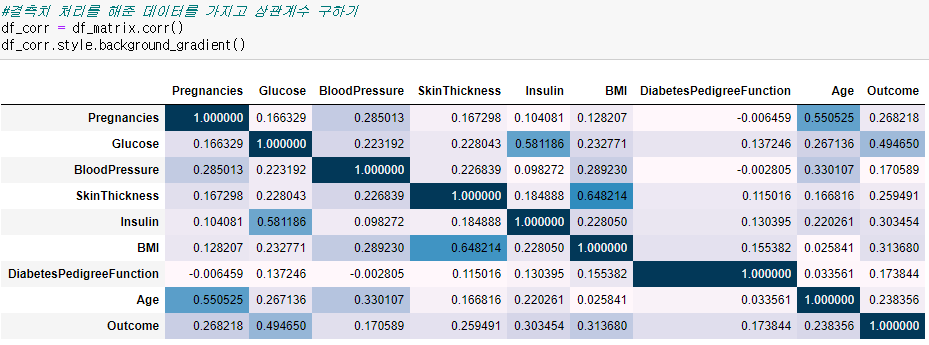 #결측치 처리를 해준 데이터를 가지고 상관계수 구하기
df_corr = df_matrix.corr()
df_corr.style.background_gradient()
Pregnancies Glucose BloodPressure SkinThickness Insulin BMI DiabetesPedigreeFunction Age Outcome
Pregnancies 1.000000 0.166329 0.285013 0.167298 0.104081 0.128207 -0.006459 0.550525 0.268218
Glucose 0.166329 1.000000 0.223192 0.228043 0.581186 0.232771 0.137246 0.267136 0.494650
BloodPressure 0.285013 0.223192 1.000000 0.226839 0.098272 0.289230 -0.002805 0.330107 0.170589
SkinThickness 0.167298 0.228043 0.226839 1.000000 0.184888 0.648214 0.115016 0.166816 0.259491
Insulin 0.104081 0.581186 0.098272 0.184888 1.000000 0.228050 0.130395 0.220261 0.303454
BMI 0.128207 0.232771 0.289230 0.648214 0.228050 1.000000 0.155382 0.025841 0.313680
DiabetesPedigreeFunction -0.006459 0.137246 -0.002805 0.115016 0.130395 0.155382 1.000000 0.033561 0.173844
Age 0.550525 0.267136 0.330107 0.166816 0.220261 0.025841 0.033561 1.000000 0.238356
Outcome 0.268218 0.494650 0.170589 0.259491 0.303454 0.313680 0.173844 0.238356 1.000000